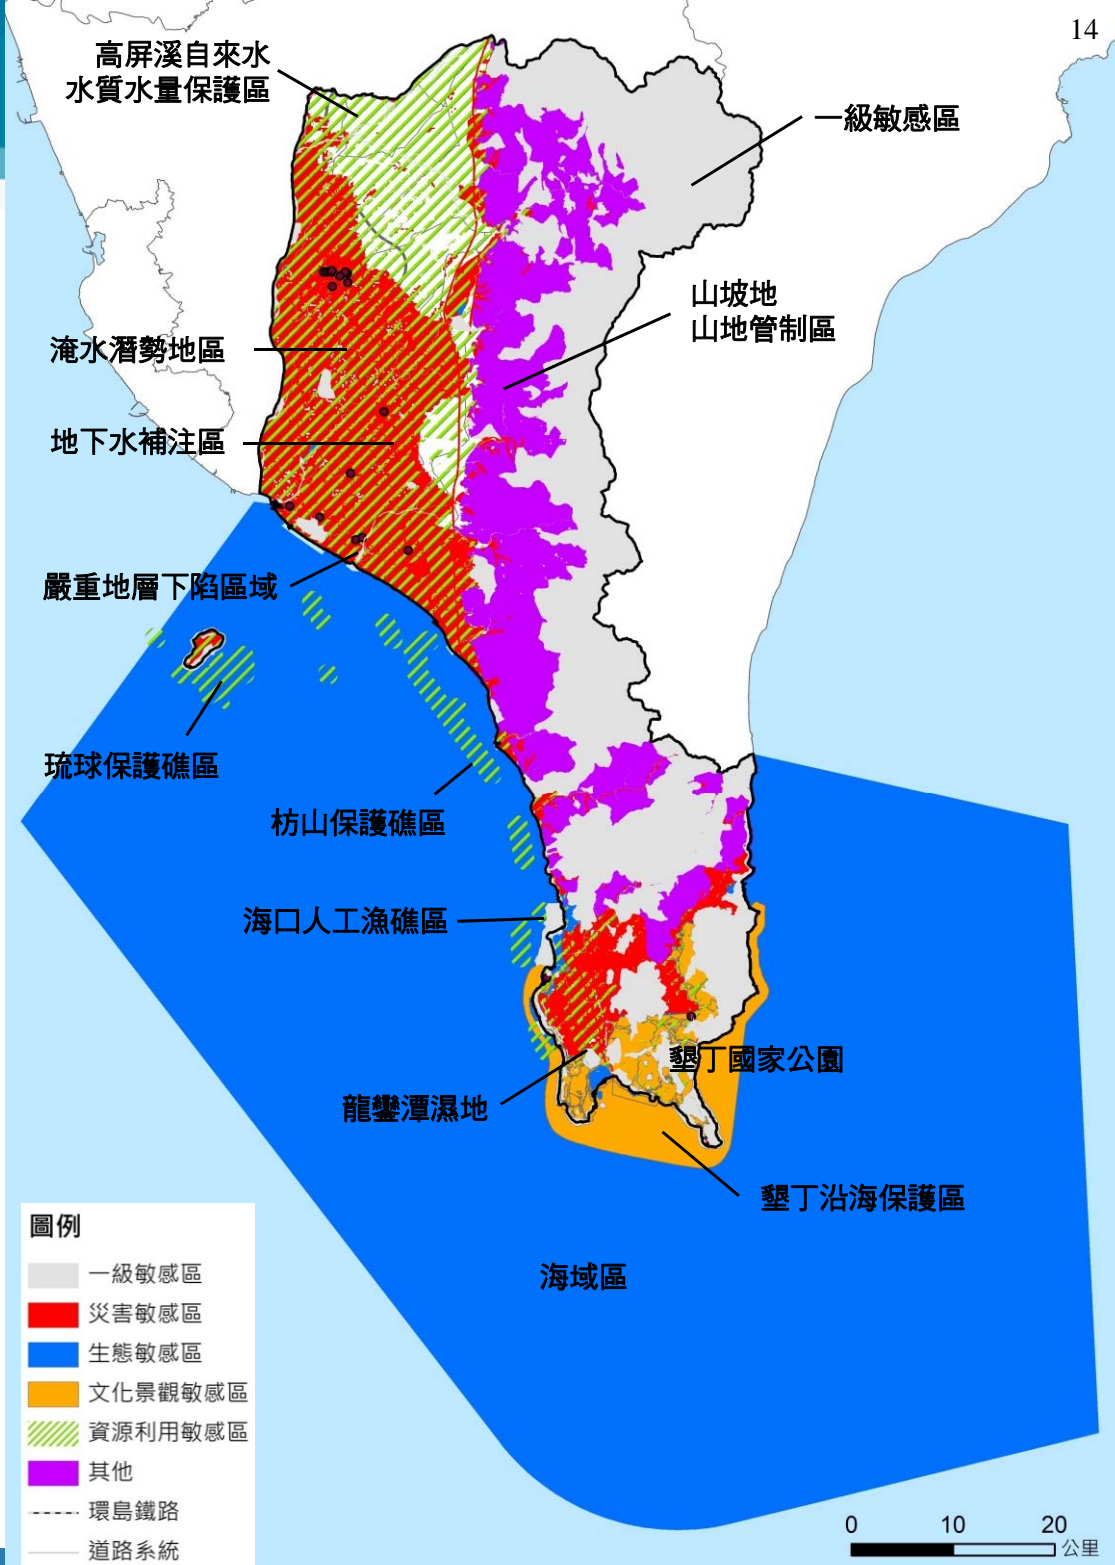 14
高屏溪自來水
水質水量保護區
一級敏感區
山坡地
山地管制區
淹水潛勢地區
地下水補注區
嚴重地層下陷區域
琉球保護礁區
枋山保護礁區
海口人工漁礁區
墾丁國家公園
龍鑾潭濕地
墾丁沿海保護區
海域區
圖例
一級敏感區
災害敏感區
生態敏感區
文化景觀敏感區
資源利用敏感區
其他
環島鐵路
道路系統
0 10 20
公里